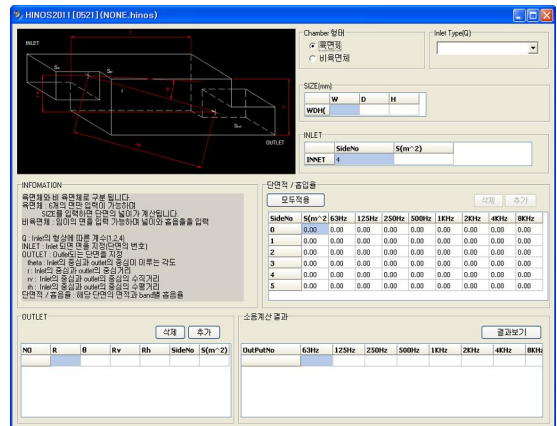 HINOS2011[0521](NONE.hinos)
INLET
OUTLET
Chamber 형태
육면체
비육면체
Inlet Type(Q)
SIZE(mm)
W D H
WDH(
INLET
SideNo S(m^2)
INNET 4
INFOMATION
육면체와 비 육면체로 구분 됩니다.
육면체 : 6개의 면만 입력이 가능하며
SIZE를 입력하면 단면의 넓이가 계산됩니다.
비육면체 : 임의의 면을 입력 가능하며 넓이와 흡음율을 입력
Q : Inlet의 형상에 따른 계수(1,2,4)
INLET : Inlet 되면 면을 지정(단면의 번호)
OUTLET : Outlet되는 단면을 지정
theta : Inlet의 중심과 outlet의 중심이 이루는 각도
r : Inlet의 중심과 outlet의 중심거리
rv : Inlet의 중심과 outlet의 중심의 수직거리
rh : Inlet의 중심과 outlet의 중심의 수평거리
단면적 / 흡음율 : 해당 단면의 면적과 band별 흡음율
단면적 / 흡입율
모두적용 삭제 추가
SideNo S(m^2 63Hz 125Hz 250Hz 500Hz 1KHz 2KHz 4KHz 8KHz
0 0.00 0.00 0.00 0.00 0.00 0.00 0.00 0.00 0.00
1 0.00 0.00 0.00 0.00 0.00 0.00 0.00 0.00 0.00
2 0.00 0.00 0.00 0.00 0.00 0.00 0.00 0.00 0.00
3 0.00 0.00 0.00 0.00 0.00 0.00 0.00 0.00 0.00
4 0.00 0.00 0.00 0.00 0.00 0.00 0.00 0.00 0.00
5 0.00 0.00 0.00 0.00 0.00 0.00 0.00 0.00 0.00
OUTLET
삭제 추가
NO R θ Rv Rh SideNo S(m^2)
소음계산 결과
결과보기
OutPutNo 63Hz 125Hz 250Hz 500Hz 1KHz 2KHz 4KHz 8KHz